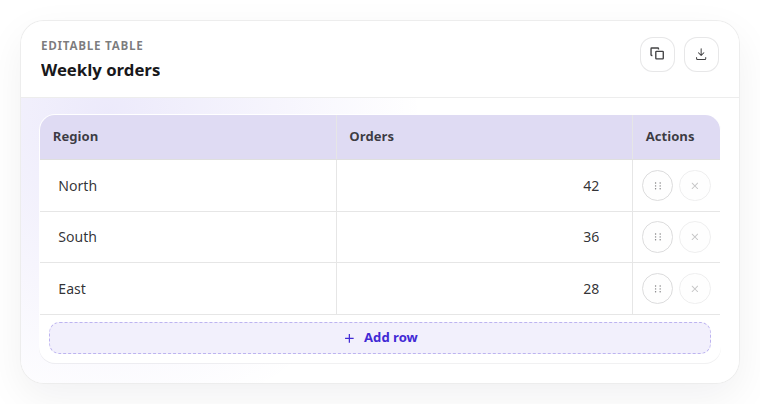 EDITABLE TABLE
Weekly orders
Region Orders Actions
North 42
South 36
East 28
Add row